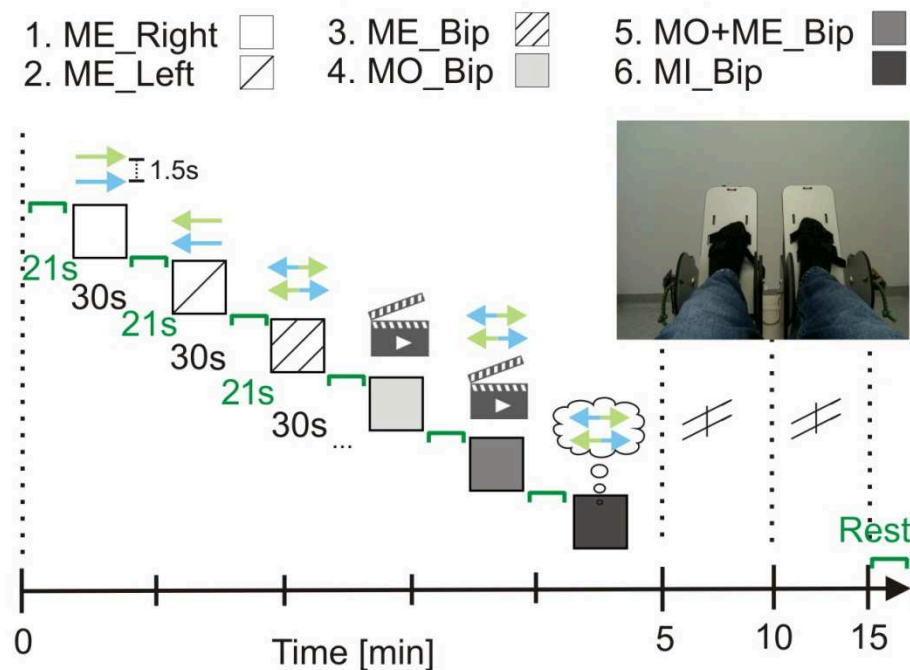 1. ME_Right
2. ME_Left
3. ME_Bip
4. MO_Bip
5. MO+ME_Bip
6. MI_Bip
1.5s
21s
30s
21s
30s
21s
30s
...
Rest
0
5
10
15
Time [min]